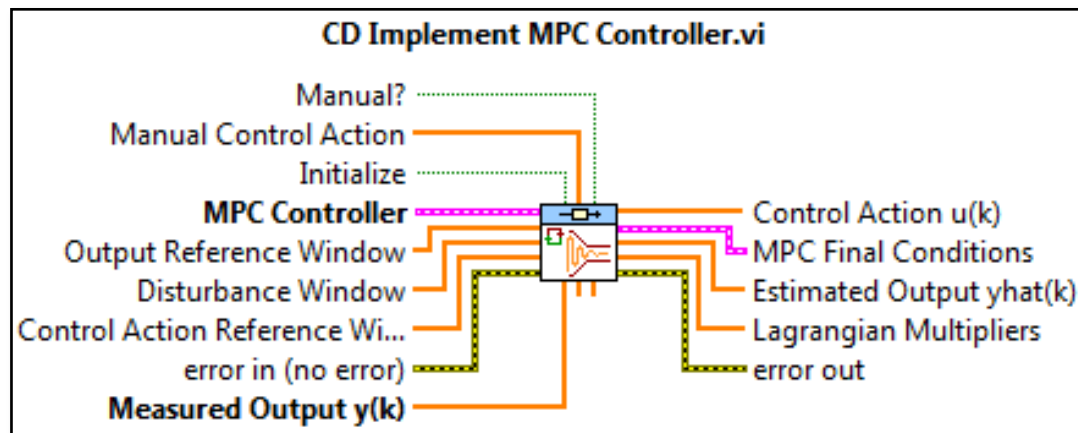 CD Implement MPC Controller.vi
Manual?
Manual Control Action
Initialize
MPC Controller
Output Reference Window
Disturbance Window
Control Action Reference Wi...
error in (no error)
Measured Output y(k)
Control Action u(k)
MPC Final Conditions
Estimated Output yhat(k)
Lagrangian Multipliers
error out